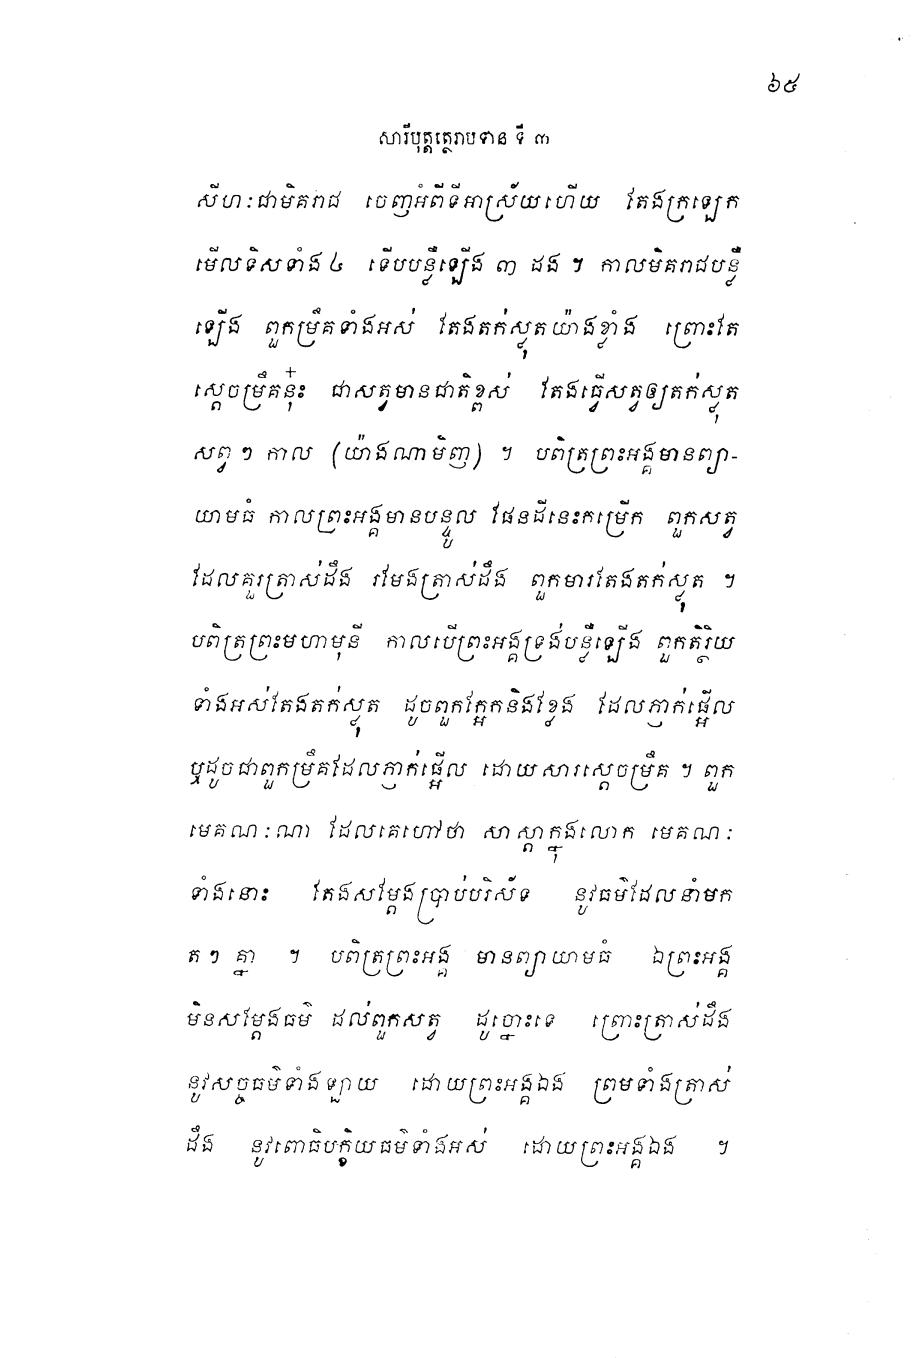 ៦៥
សារីបុត្តត្ថេរាបទាន ទី ៣
សីហៈជាមិគរាជ ចេញអំពីទីអាស្រ័យហើយ តែងក្រឡេក
មើលទិសទាំង ៤ ទើបបន្លឺឡើង ៣ ដង ។ កាលមិគរាជបន្លឺ
ឡើង ពួកម្រឹគទាំងអស់ តែងតក់ស្លុតយ៉ាងខ្លាំង ព្រោះតែ
ស្តេចម្រឹគនុ៎ះ ជាសត្វមានជាតិខ្ពស់ តែងធ្វើសត្វឲ្យតក់ស្លុត
សព្វ ៗ កាល (យ៉ាងណាមិញ) ។ បពិត្រព្រះអង្គមានព្យា-
យាមធំ កាលព្រះអង្គមានបន្ទូល ផែនដីនេះកម្រើក ពួកសត្វ
ដែលគួរត្រាស់ដឹង រមែងត្រាស់ដឹង ពួកមារតែងតក់ស្លុត ។
បពិត្រព្រះមហាមុនី កាលបើព្រះអង្គទ្រង់បន្លឺឡើង ពួកតិរ្ថិយ
ទាំងអស់តែងតក់ស្លុត ដូចពួកក្អែកនិងខ្លែង ដែលភ្ញាក់ផ្អើល
ឬដូចជាពួកម្រឹគដែលភ្ញាក់ផ្អើល ដោយសារស្តេចម្រឹគ ។ ពួក
មេគណៈណា ដែលគេហៅថា សាស្តាក្នុងលោក មេគណៈ
ទាំងនោះ តែងសម្តែងប្រាប់បរិស័ទ នូវធម៌ដែលនាំមក
ត ៗ គ្នា ។ បពិត្រព្រះអង្គ មានព្យាយាមធំ ឯព្រះអង្គ
មិនសម្តែងធម៌ ដល់ពួកសត្វ ដូច្នោះទេ ព្រោះត្រាស់ដឹង
នូវសច្ចធម៌ទាំងឡាយ ដោយព្រះអង្គឯង ព្រមទាំងត្រាស់
ដឹង នូវពោធិបក្ខិយធម៌ទាំងអស់ ដោយព្រះអង្គឯង ។